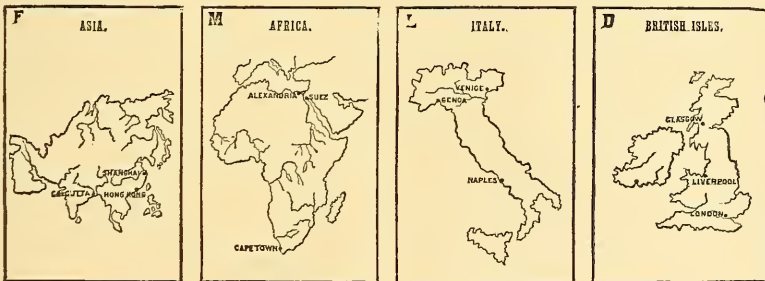 F
ASIA.
SHANGHAI
CALCUTTA
HONG KONG
M
AFRICA.
ALEXANDRIA
SUEZ
CAPETOWN
L
ITALY.
VENICE
GENOA
NAPLES
D
BRITISH ISLES.
GLASGOW
LIVERPOOL
LONDON